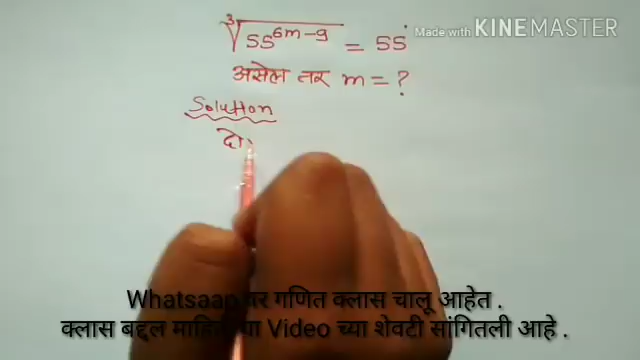 ∛55^{6m-9} = 55
Made with KINEMASTER
असेल तर m = ?
Solution
दो
Whatsaap वर गणित क्लास चालू आहेत .
क्लास बद्दल Video च्या शेवटी सांगितली आहे .